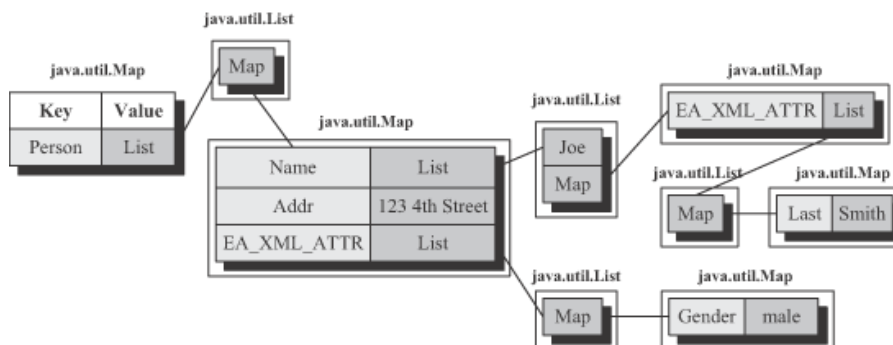 java.util.List
Map
java.util.Map
Key Value
Person List
java.util.Map
Name List
Addr 123 4th Street
EA_XML_ATTR List
java.util.List
Joe
Map
java.util.Map
EA_XML_ATTR List
java.util.List
Map
java.util.Map
Last Smith
java.util.List
Map
java.util.Map
Gender male